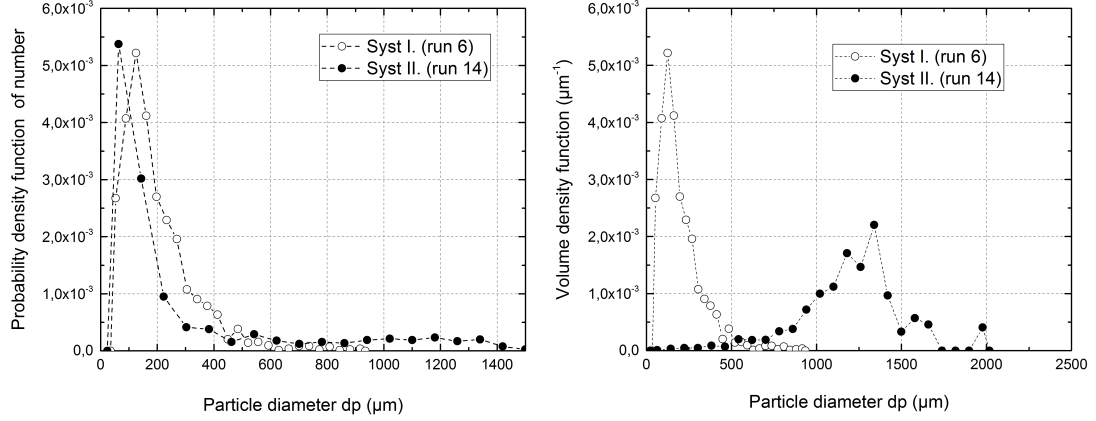 6,0x10⁻³
5,0x10⁻³
4,0x10⁻³
3,0x10⁻³
2,0x10⁻³
1,0x10⁻³
0,0
0
200
400
600
800
1000
1200
1400
Probability density function of number
Particle diameter dp (µm)
Syst I. (run 6)
Syst II. (run 14)
6,0x10⁻³
5,0x10⁻³
4,0x10⁻³
3,0x10⁻³
2,0x10⁻³
1,0x10⁻³
0,0
0
500
1000
1500
2000
2500
Volume density function (µm⁻¹)
Particle diameter dp (µm)
Syst I. (run 6)
Syst II. (run 14)